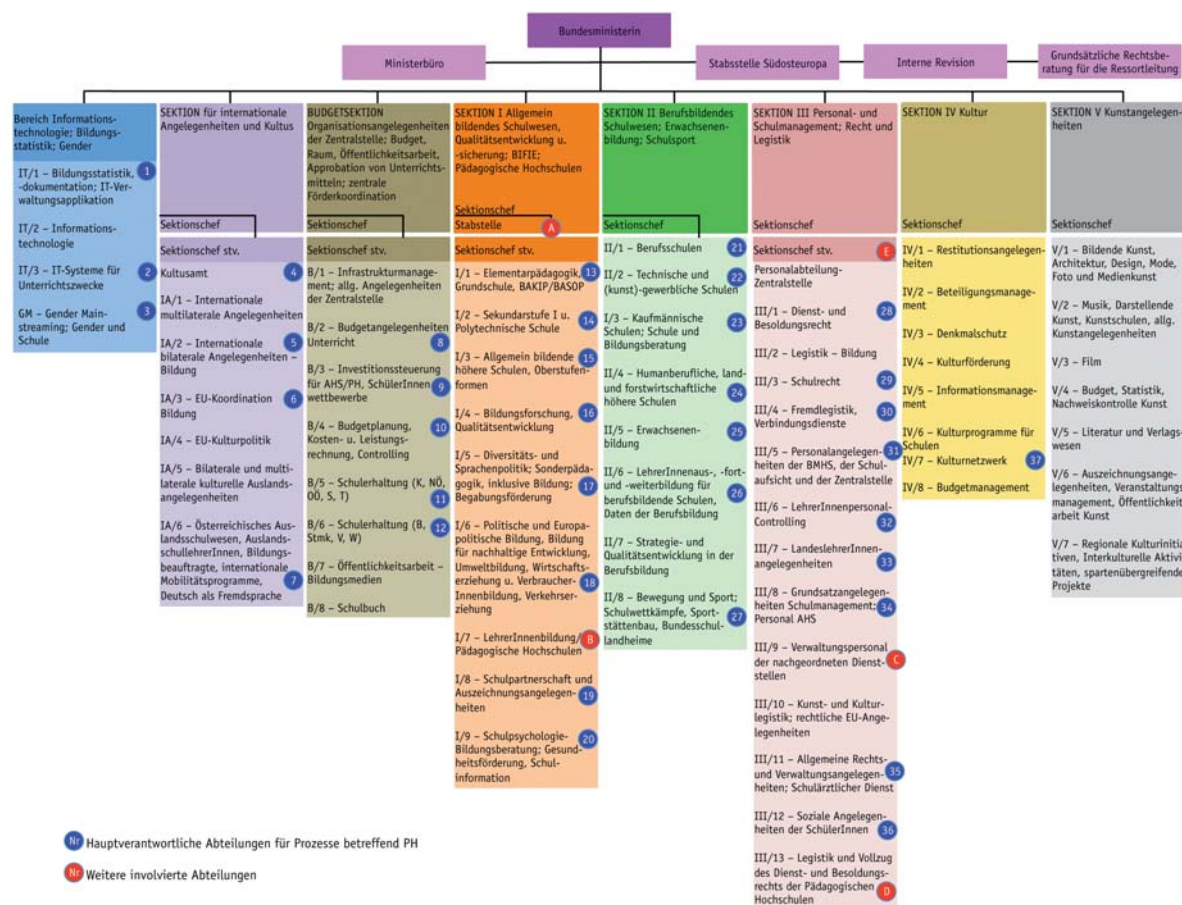 Bundesministerin
Ministerbüro
Stabsstelle Südosteuropa
Interne Revision
Grundsätzliche Rechtsbe-
ratung für die Ressortleitung
Bereich Informations-
technologie; Bildungs-
statistik; Gender
IT/1 – Bildungsstatistik,
-dokumentation; IT-Ver-
waltungsapplikation
1
IT/2 – Informations-
technologie
IT/3 – IT-Systeme für
Unterrichtszwecke
2
GM – Gender Main-
streaming; Gender und
Schule
3
SEKTION für internationale
Angelegenheiten und Kultus
Sektionschef
Sektionschef stv.
Kultusamt
4
IA/1 – Internationale
multilaterale Angelegenheiten
IA/2 – Internationale
bilaterale Angelegenheiten –
Bildung
5
IA/3 – EU-Koordination
Bildung
6
IA/4 – EU-Kulturpolitik
IA/5 – Bilaterale und multi-
laterale kulturelle Auslands-
angelegenheiten
IA/6 – Österreichisches Aus-
landsschulwesen, Auslands-
schullehrerInnen, Bildungs-
beauftragte, internationale
Mobilitätsprogramme,
Deutsch als Fremdsprache
7
BUDGETSEKTION
Organisationsangelegenheiten
der Zentralstelle; Budget,
Raum, Öffentlichkeitsarbeit,
Approbation von Unterrichts-
mitteln; zentrale
Förderkoordination
Sektionschef
Sektionschef stv.
B/1 – Infrastrukturmanage-
ment; allg. Angelegenheiten
der Zentralstelle
B/2 – Budgetangelegenheiten
Unterricht
8
B/3 – Investitionssteuerung
für AHS/PH, SchülerInnen-
wettbewerbe
9
B/4 – Budgetplanung,
Kosten- u. Leistungs-
rechnung, Controlling
10
B/5 – Schulerhaltung (K, NÖ,
OÖ, S, T)
11
B/6 – Schulerhaltung (B,
Stmk, V, W)
12
B/7 – Öffentlichkeitsarbeit –
Bildungsmedien
B/8 – Schulbuch
SEKTION I Allgemein
bildendes Schulwesen,
Qualitätsentwicklung u.
-sicherung; BIFIE;
Pädagogische Hochschulen
Sektionschef
Stabstelle
A
Sektionschef stv.
I/1 – Elementarpädagogik,
Grundschule, BAKIP/BASOP
13
I/2 – Sekundarstufe I u.
Polytechnische Schule
14
I/3 – Allgemein bildende
höhere Schulen, Oberstufen-
formen
15
I/4 – Bildungsforschung,
Qualitätsentwicklung
16
I/5 – Diversitäts- und
Sprachenpolitik; Sonderpäda-
gogik, inklusive Bildung;
Begabungsförderung
17
I/6 – Politische und Europa-
politische Bildung, Bildung
für nachhaltige Entwicklung,
Umweltbildung, Wirtschafts-
erziehung u. Verbraucher-
Innenbildung, Verkehrser-
ziehung
18
I/7 – LehrerInnenbildung/
Pädagogische Hochschulen
B
I/8 – Schulpartnerschaft und
Auszeichnungsangelegen-
heiten
19
I/9 – Schulpsychologie-
Bildungsberatung; Gesund-
heitsförderung, Schul-
information
20
SEKTION II Berufsbildendes
Schulwesen; Erwachsenen-
bildung; Schulsport
Sektionschef
II/1 – Berufsschulen
21
II/2 – Technische und
(kunst)-gewerbliche Schulen
22
I/3 – Kaufmännische
Schulen; Schule und
Bildungsberatung
23
II/4 – Humanberufliche, land-
und forstwirtschaftliche
höhere Schulen
24
II/5 – Erwachsenen-
bildung
25
II/6 – LehrerInnenaus-, -fort-
und -weiterbildung für
berufsbildende Schulen,
Daten der Berufsbildung
26
II/7 – Strategie- und
Qualitätsentwicklung in der
Berufsbildung
II/8 – Bewegung und Sport;
Schulwettkämpfe, Sport-
stättenbau, Bundesschul-
landheime
27
SEKTION III Personal- und
Schulmanagement; Recht und
Logistik
Sektionschef
Sektionschef stv.
E
Personalabteilung-
Zentralstelle
III/1 – Dienst- und
Besoldungsrecht
28
III/2 – Legistik – Bildung
III/3 – Schulrecht
29
III/4 – Fremdlegistik,
Verbindungsdienste
30
III/5 – Personalangelegen-
heiten der BMHS, der Schul-
aufsicht und der Zentralstelle
31
III/6 – LehrerInnenpersonal-
Controlling
32
III/7 – LandeslehrerInnen-
angelegenheiten
33
III/8 – Grundsatzangelegen-
heiten Schulmanagement;
Personal AHS
34
III/9 – Verwaltungspersonal
der nachgeordneten Dienst-
stellen
C
III/10 – Kunst- und Kultur-
legistik; rechtliche EU-Ange-
legenheiten
III/11 – Allgemeine Rechts-
und Verwaltungsangelegen-
heiten; Schulärztlicher Dienst
35
III/12 – Soziale Angelegen-
heiten der SchülerInnen
36
III/13 – Legistik und Vollzug
des Dienst- und Besoldungs-
rechts der Pädagogischen
Hochschulen
D
SEKTION IV Kultur
Sektionschef
IV/1 – Restitutionsangelegen-
heiten
IV/2 – Beteiligungsmanage-
ment
IV/3 – Denkmalschutz
IV/4 – Kulturförderung
IV/5 – Informationsmanage-
ment
IV/6 – Kulturprogramme für
Schulen
IV/7 – Kulturnetzwerk
37
IV/8 – Budgetmanagement
SEKTION V Kunstangelegen-
heiten
Sektionschef
V/1 – Bildende Kunst,
Architektur, Design, Mode,
Foto und Medienkunst
V/2 – Musik, Darstellende
Kunst, Kunstschulen, allg.
Kunstangelegenheiten
V/3 – Film
V/4 – Budget, Statistik,
Nachweiskontrolle Kunst
V/5 – Literatur und Verlags-
wesen
V/6 – Auszeichnungsange-
legenheiten, Veranstaltungs
management, Öffentlichkeit
arbeit Kunst
V/7 – Regionale Kulturinitia
tiven, Interkulturelle Aktivi
täten, spartenübergreifende
Projekte
Nr Hauptverantwortliche Abteilungen für Prozesse betreffend PH
Nr Weitere involvierte Abteilungen